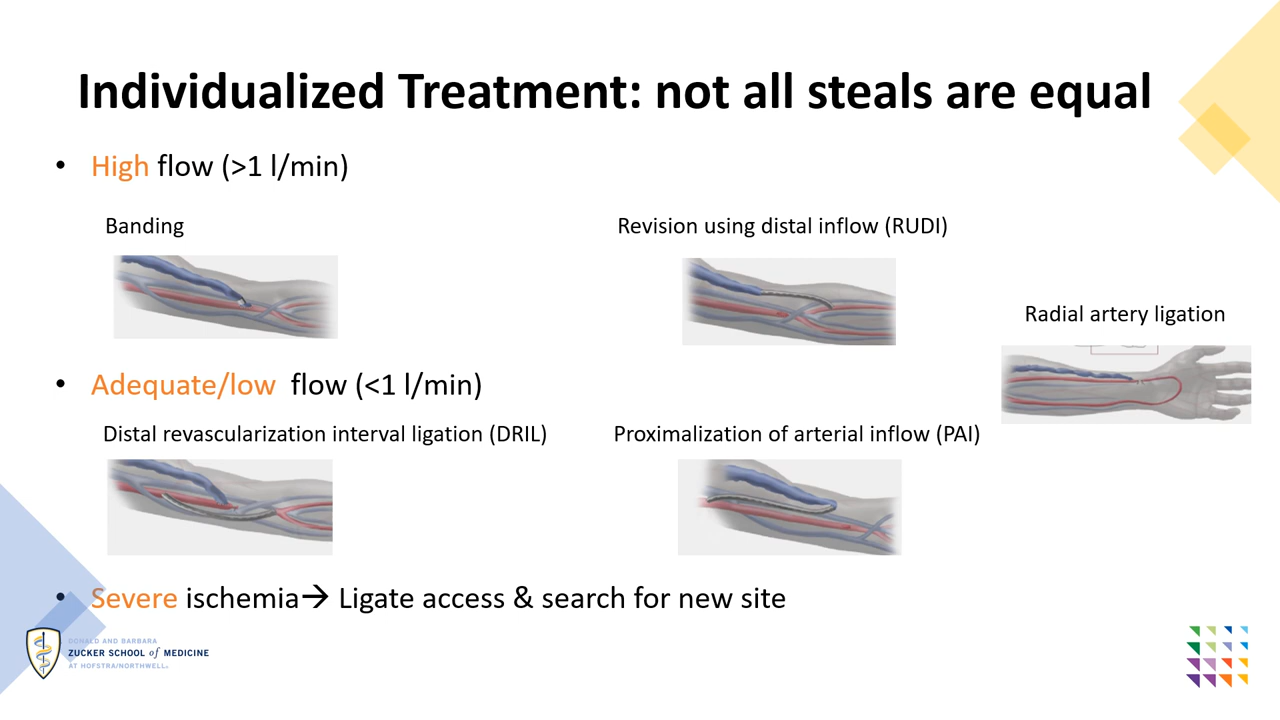 Individualized Treatment: not all steals are equal
• High flow (>1 l/min)
Banding
Revision using distal inflow (RUDI)
Radial artery ligation
• Adequate/low flow (<1 l/min)
Distal revascularization interval ligation (DRIL)
Proximalization of arterial inflow (PAI)
• Severe ischemia→ Ligate access & search for new site
DONALD AND BARBARA
ZUCKER SCHOOL of MEDICINE
AT HOFSTRA/NORTHWELL